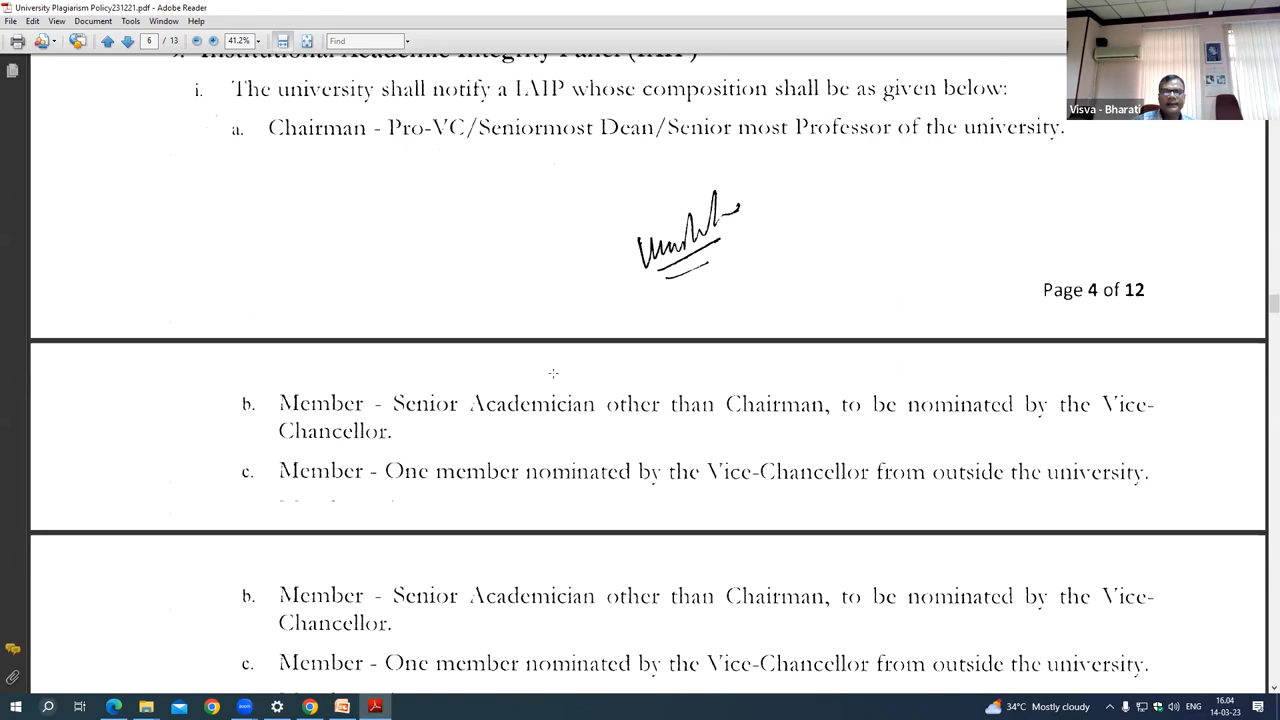 University Plagiarism Policy231221.pdf - Adobe Reader
File Edit View Document Tools Window Help
6 / 13 41.2% Find
Institutional Academic Integrity Panel
i. The university shall notify a IAIP whose composition shall be as given below:
a. Chairman - Pro-VC/Seniormost Dean/Senior most Professor of the university.
Visva - Bharati
Page 4 of 12
b. Member - Senior Academician other than Chairman, to be nominated by the Vice-
Chancellor.
c. Member - One member nominated by the Vice-Chancellor from outside the university.
b. Member - Senior Academician other than Chairman, to be nominated by the Vice-
Chancellor.
c. Member - One member nominated by the Vice-Chancellor from outside the university.
34°C Mostly cloudy ENG 16.04
14-03-23